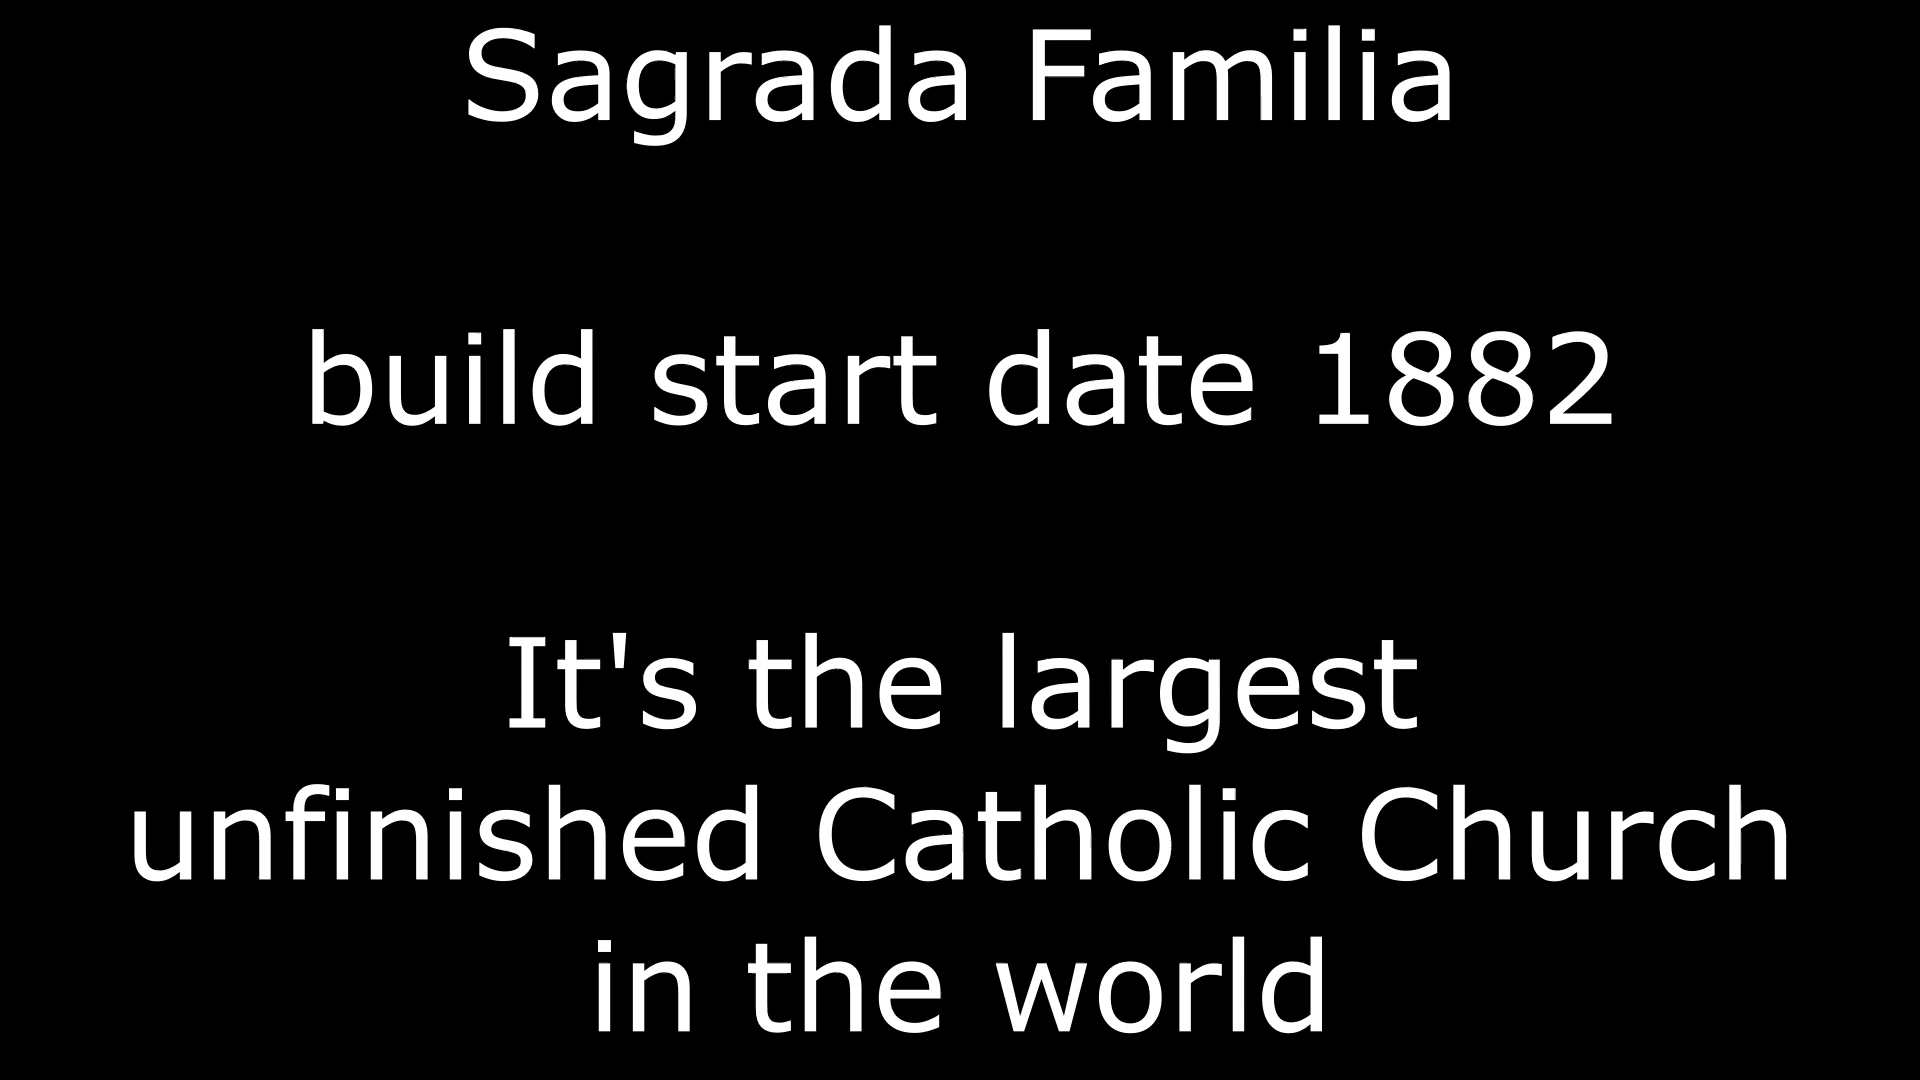 Sagrada Familia
build start date 1882
It's the largest
unfinished Catholic Church
in the world